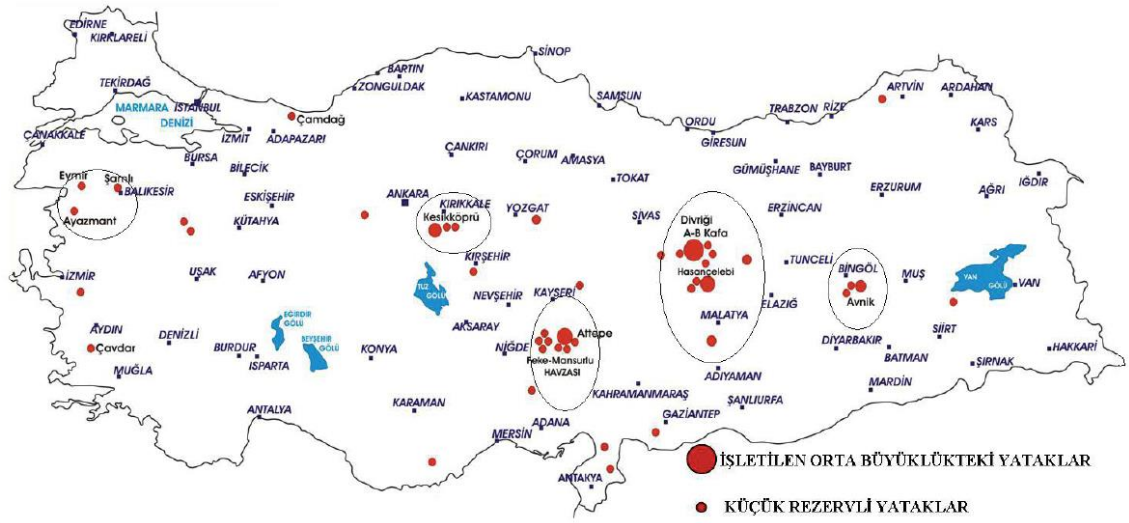 EDİRNE
KIRKLARELİ
TEKİRDAĞ
MARMARA
DENİZİ
İSTANBUL
ÇANAKKALE
İZMİT
ADAPAZARI
Çamdağ
ZONGULDAK
BARTIN
KASTAMONU
SİNOP
SAMSUN
ORDU
GİRESUN
TRABZON
RİZE
ARTVİN
ARDAHAN
KARS
BURSA
BİLECİK
ÇANKIRI
ÇORUM
AMASYA
TOKAT
GÜMÜŞHANE
BAYBURT
ERZURUM
AĞRI
IĞDIR
Eymir
Şamlı
BALIKESİR
Ayazmant
ESKİŞEHİR
KÜTAHYA
ANKARA
KIRIKKALE
Kesikköprü
YOZGAT
SİVAS
Divriği
A-B Kafa
Hasançelebi
ERZİNCAN
TUNCELİ
BİNGÖL
Avnik
MUŞ
VAN
GÖLÜ
VAN
İZMİR
UŞAK
AFYON
KIRŞEHİR
TUZ
GÖLÜ
NEVŞEHİR
KAYSERİ
MALATYA
ELAZIĞ
AYDIN
Çavdar
DENİZLİ
MUĞLA
BURDUR
ISPARTA
EĞİRDİR
GÖLÜ
BEYŞEHİR
GÖLÜ
KONYA
AKSARAY
NİĞDE
Attepe
Feke-Mansurlu
HAVZASI
DİYARBAKIR
BATMAN
SİİRT
ŞIRNAK
HAKKARİ
MARDİN
ADIYAMAN
KAHRAMANMARAŞ
ŞANLIURFA
GAZİANTEP
ANTALYA
KARAMAN
MERSİN
ADANA
ANTAKYA
İŞLETİLEN ORTA BÜYÜKLÜKTEKİ YATAKLAR
KÜÇÜK REZERVLİ YATAKLAR